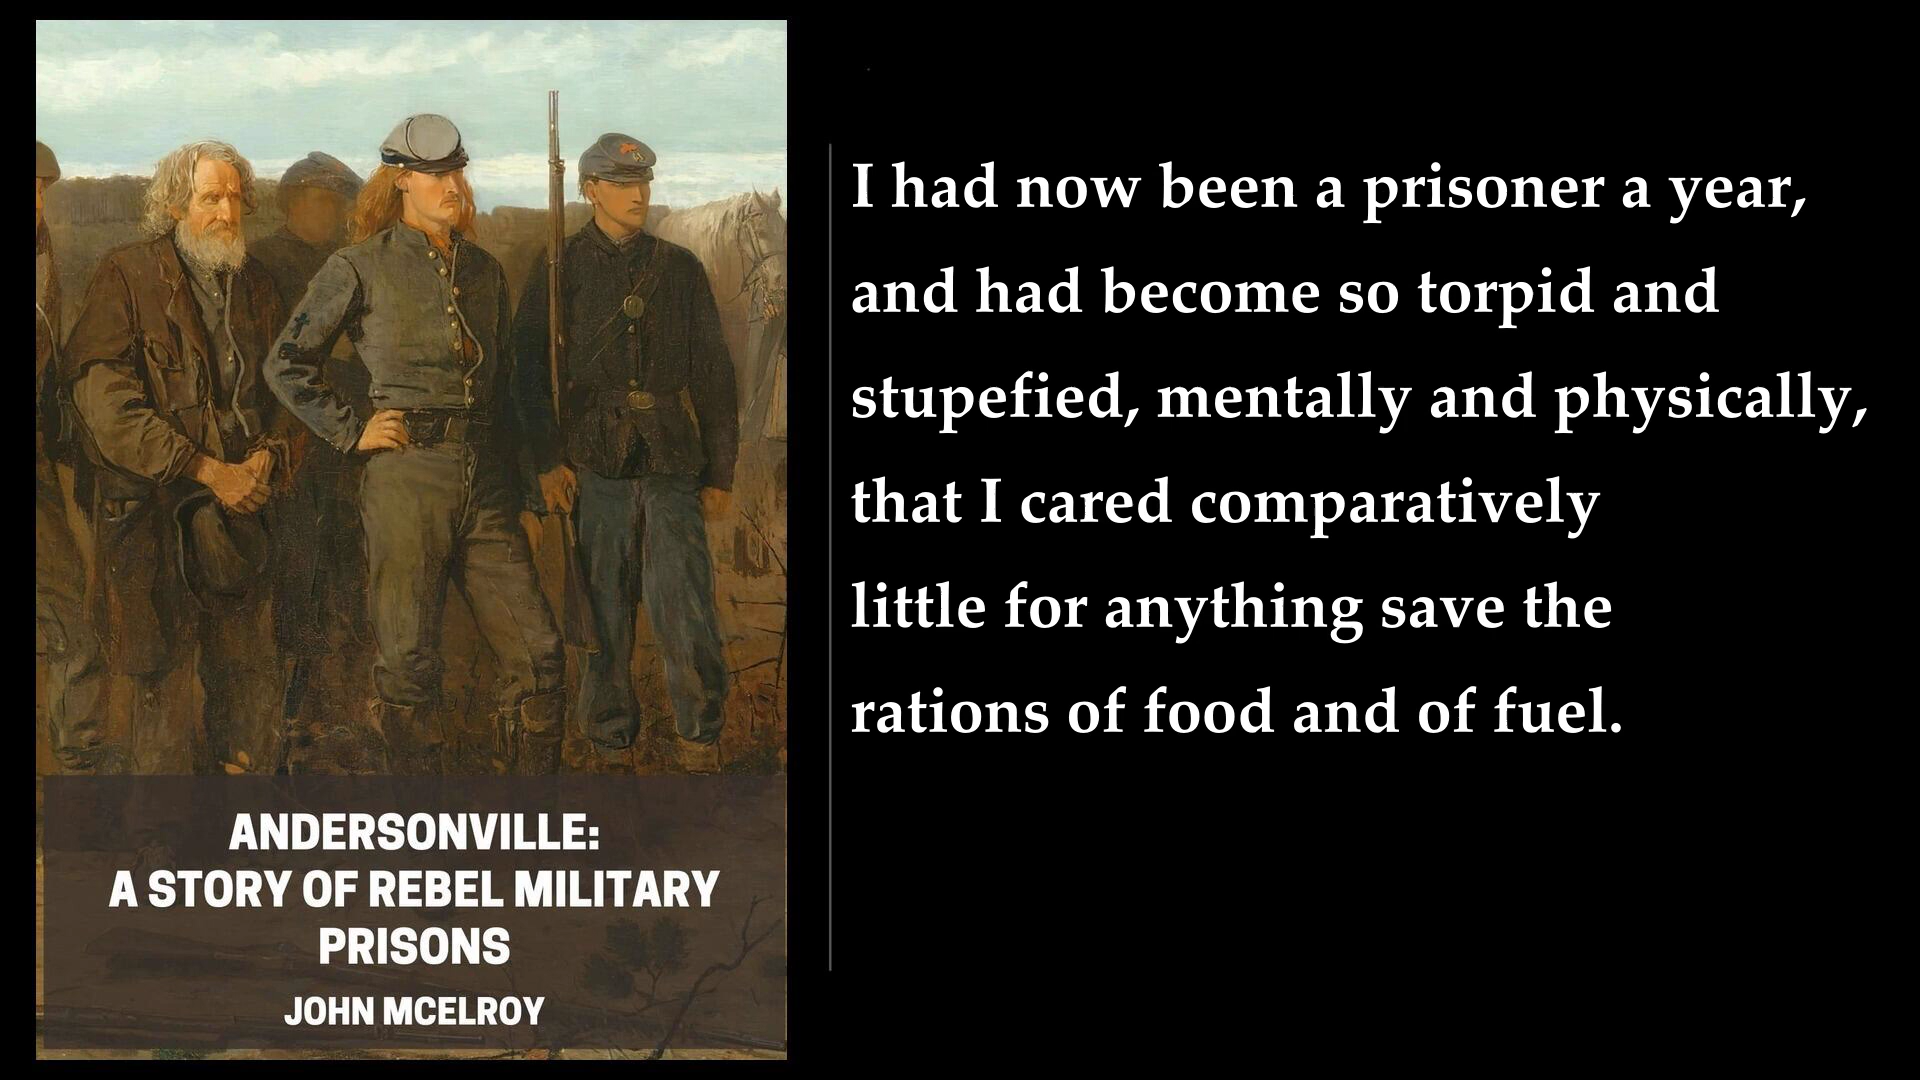 ANDERSONVILLE:
A STORY OF REBEL MILITARY
PRISONS
JOHN MCELROY
I had now been a prisoner a year,
and had become so torpid and
stupefied, mentally and physically,
that I cared comparatively
little for anything save the
rations of food and of fuel.